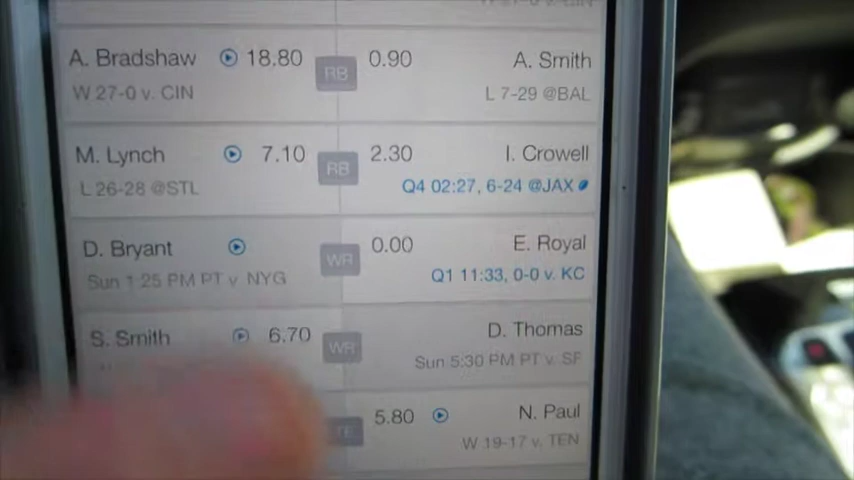 A. Bradshaw 18.80 RB 0.90 A. Smith
W 27-0 v. CIN L 7-29 @BAL
M. Lynch 7.10 RB 2.30 I. Crowell
L 26-28 @STL Q4 02:27, 6-24 @JAX
D. Bryant WR 0.00 E. Royal
Sun 1:25 PM PT v NYG Q1 11:33, 0-0 v. KC
S. Smith 6.70 WR D. Thomas
Sun 5:30 PM PT v. SF
TE 5.80 N. Paul
W 19-17 v. TEN